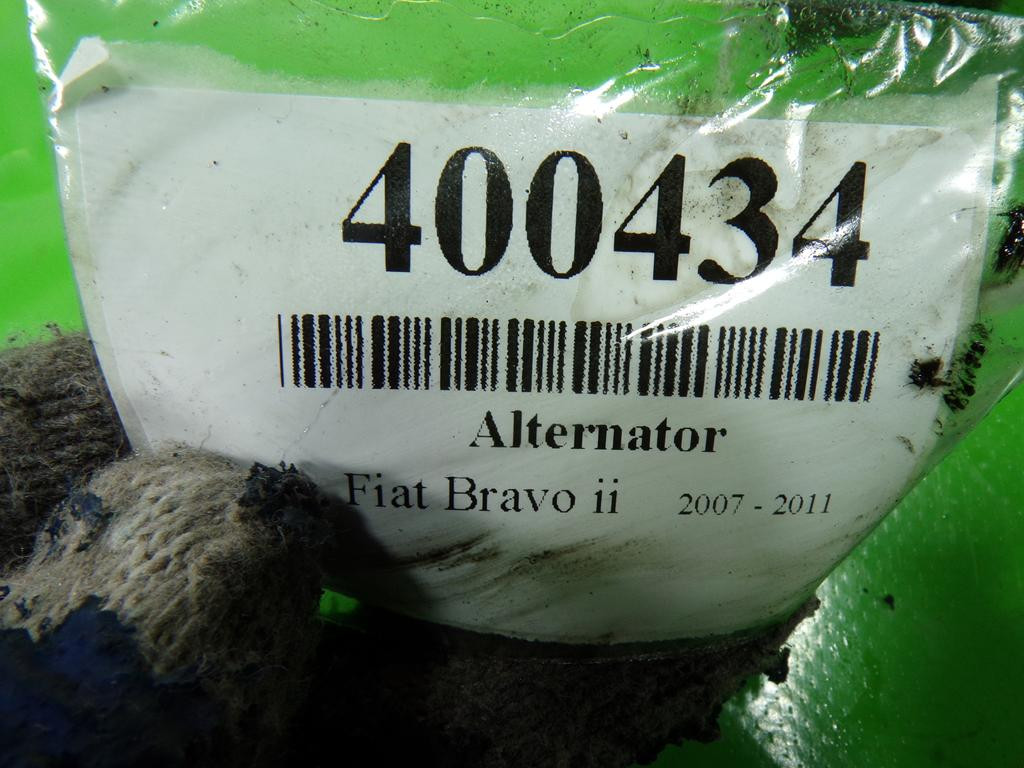 400434
Alternator
Fiat Bravo ii 2007 - 2011